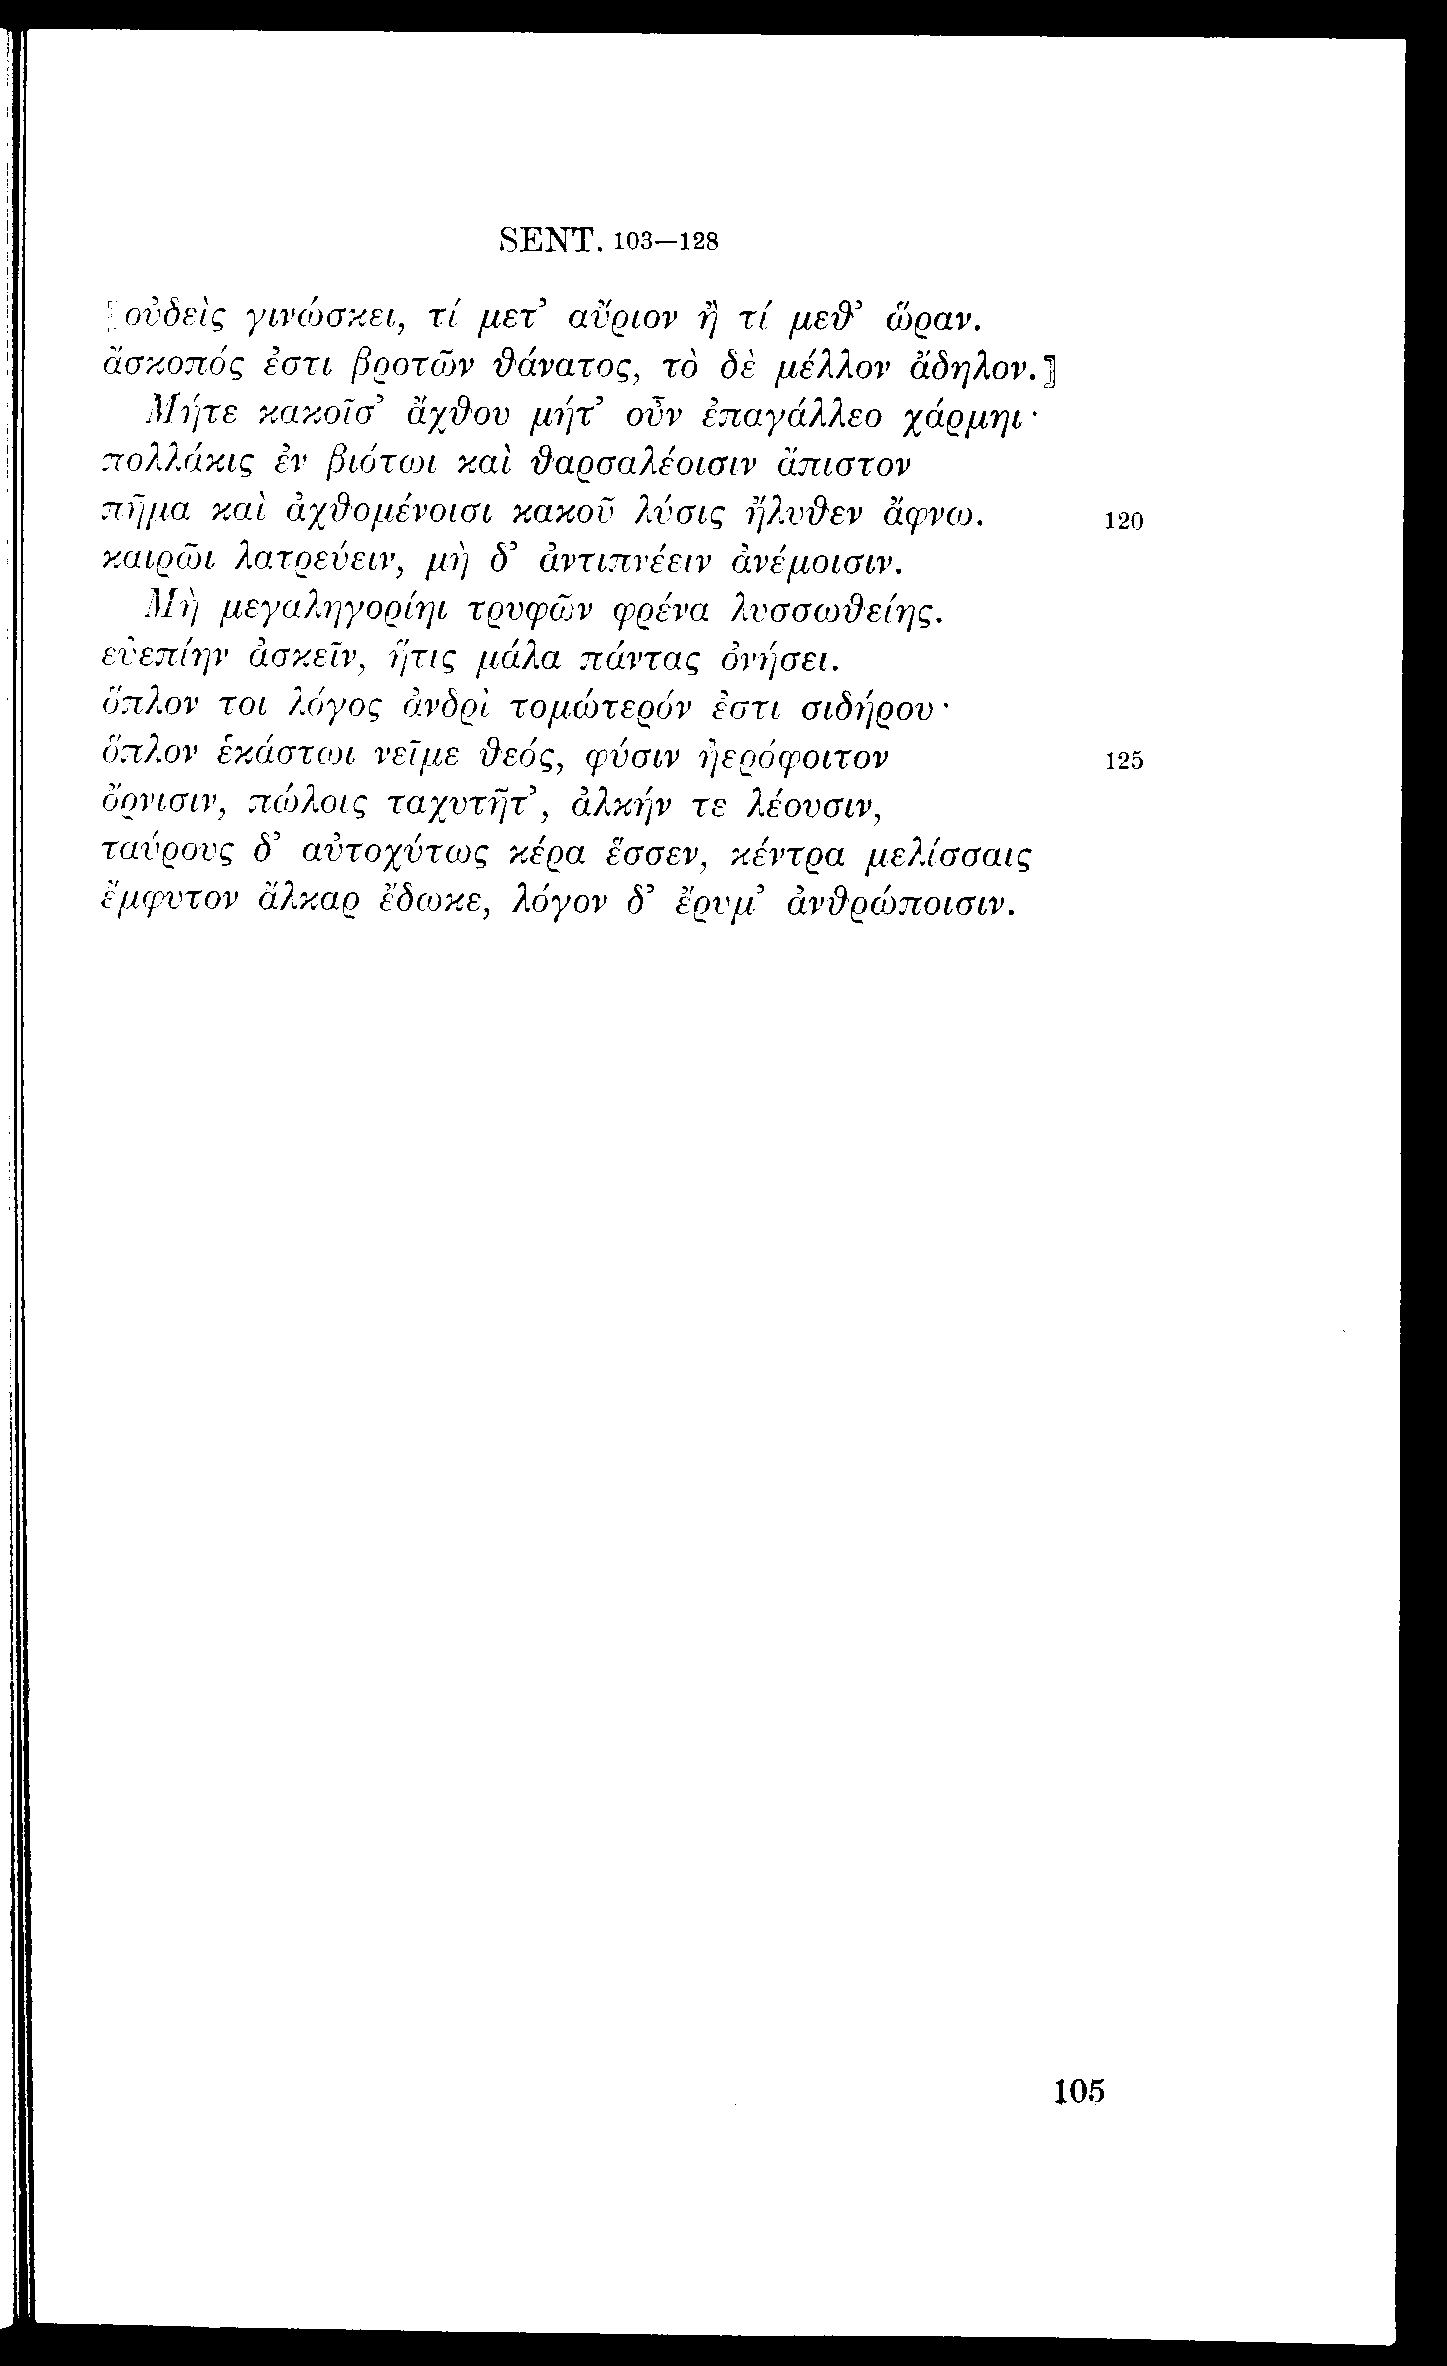 SENT. 103—128
⟦οὐδεὶς γινώσκει, τί μετ’ αὔριον ἢ τί μεθ’ ὥραν.
ἄσκοπός ἐστι βροτῶν θάνατος, τὸ δὲ μέλλον ἄδηλον.⟧
Μήτε κακοῖσ’ ἄχθου μήτ’ οὖν ἐπαγάλλεο χάρμηι·
πολλάκις ἐν βιότωι καὶ θαρσαλέοισιν ἄπιστον
πῆμα καὶ ἀχθομένοισι κακοῦ λύσις ἤλυθεν ἄφνω. 120
καιρῶι λατρεύειν, μὴ δ’ ἀντιπνέειν ἀνέμοισιν.
Μὴ μεγαληγορίηι τρυφῶν φρένα λυσσωθείης.
εὐεπίην ἀσκεῖν, ἥτις μάλα πάντας ὀνήσει.
ὅπλον τοι λόγος ἀνδρὶ τομώτερόν ἐστι σιδήρου·
ὅπλον ἑκάστωι νεῖμε θεός, φύσιν ἠερόφοιτον 125
ὄρνισιν, πώλοις ταχυτῆτ’, ἀλκήν τε λέουσιν,
ταύρους δ’ αὐτοχύτως κέρα ἕσσεν, κέντρα μελίσσαις
ἔμφυτον ἄλκαρ ἔδωκε, λόγον δ’ ἔρυμ’ ἀνθρώποισιν.
105